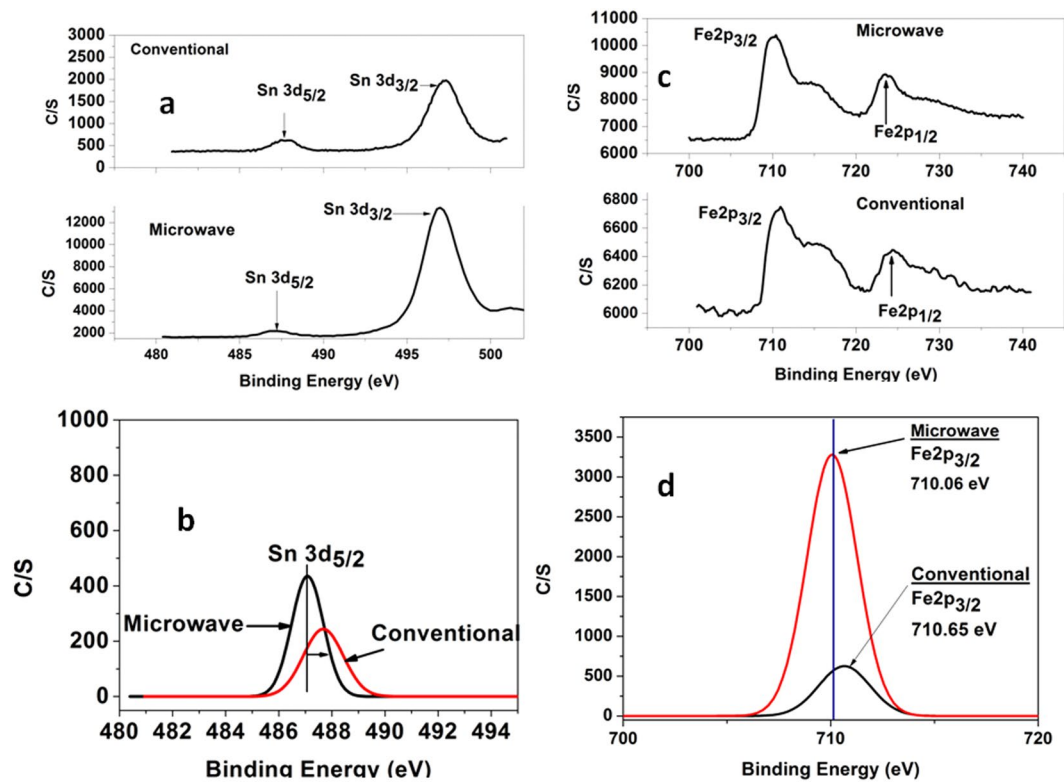 a
Conventional
3000
2500
2000
1500
1000
500
0
C/S
Sn 3d5/2
Sn 3d3/2
Microwave
12000
10000
8000
6000
4000
2000
C/S
Sn 3d5/2
Sn 3d3/2
480 485 490 495 500
Binding Energy (eV)
c
Microwave
11000
10000
9000
8000
7000
6000
C/S
Fe2p3/2
Fe2p1/2
700 710 720 730 740
Conventional
6800
6600
6400
6200
6000
C/S
Fe2p3/2
Fe2p1/2
700 710 720 730 740
Binding Energy (eV)
b
1000
800
600
400
200
0
C/S
Sn 3d5/2
Microwave
Conventional
480 482 484 486 488 490 492 494
Binding Energy (eV)
d
3500
3000
2500
2000
1500
1000
500
0
C/S
Microwave
Fe2p3/2
710.06 eV
Conventional
Fe2p3/2
710.65 eV
700 710 720
Binding Energy (eV)